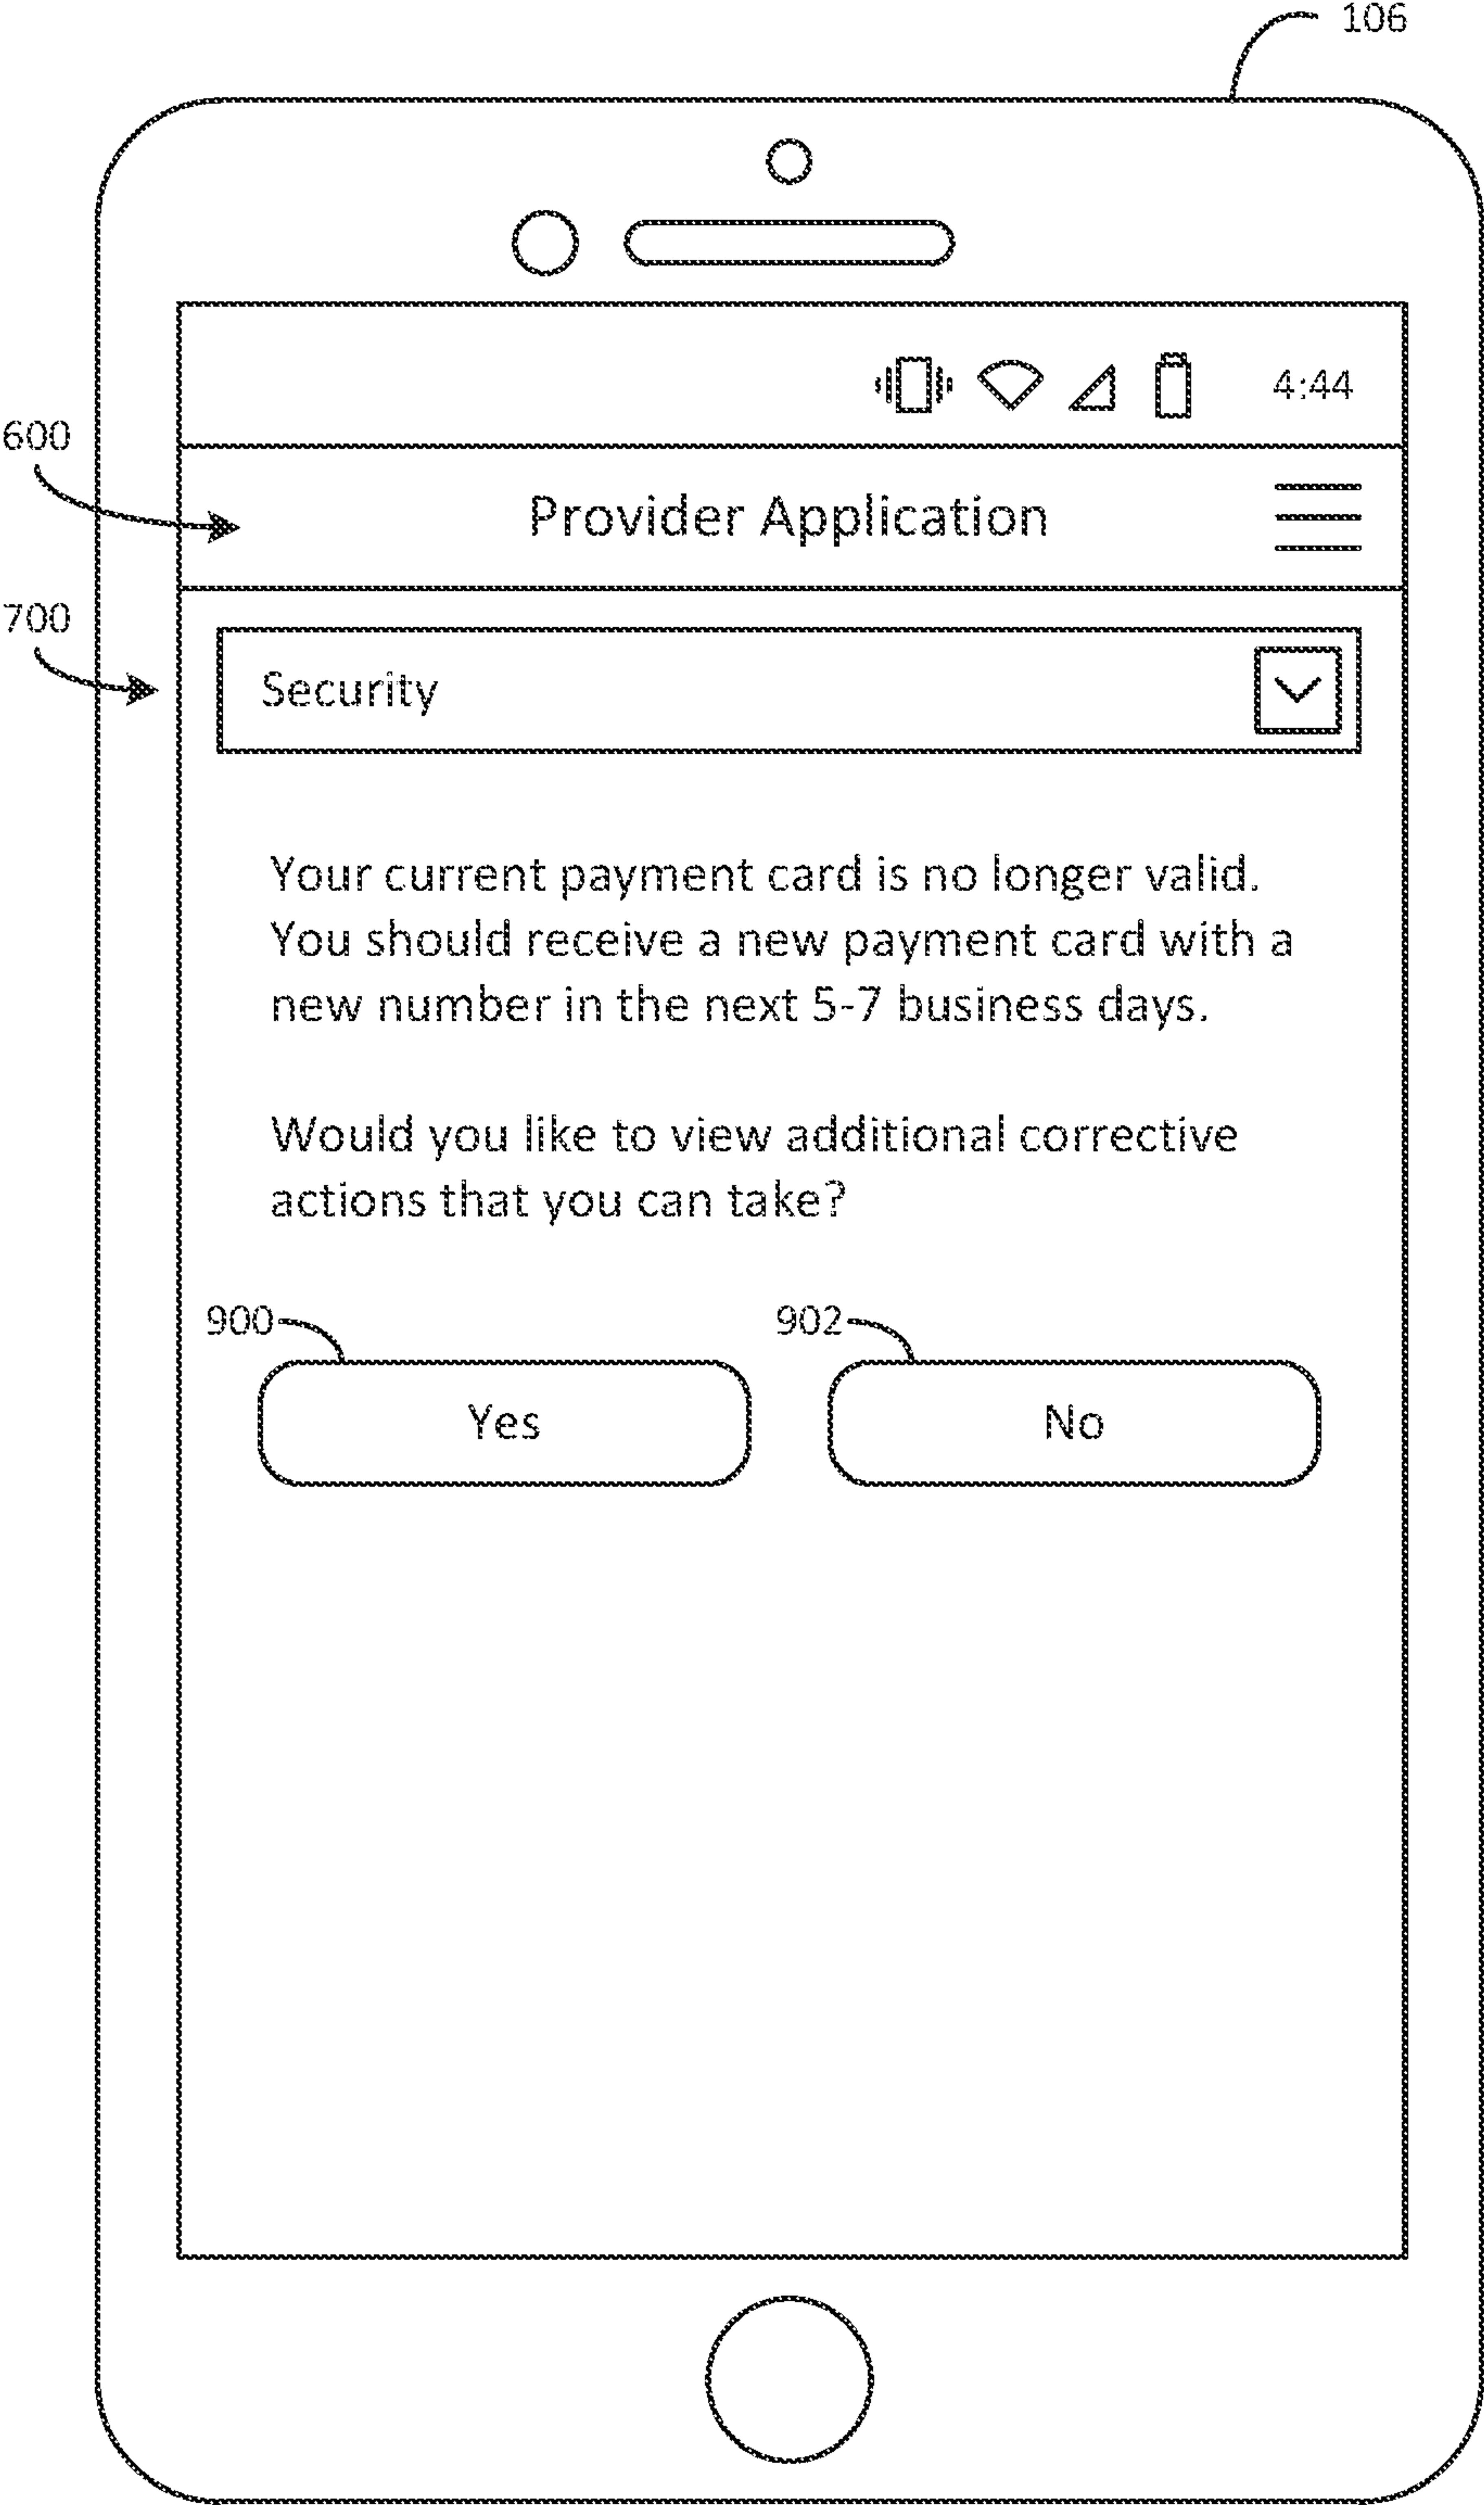 106
4:44
600
Provider Application
700
Security
Your current payment card is no longer valid.
You should receive a new payment card with a
new number in the next 5-7 business days.
Would you like to view additional corrective
actions that you can take?
900
902
Yes
No